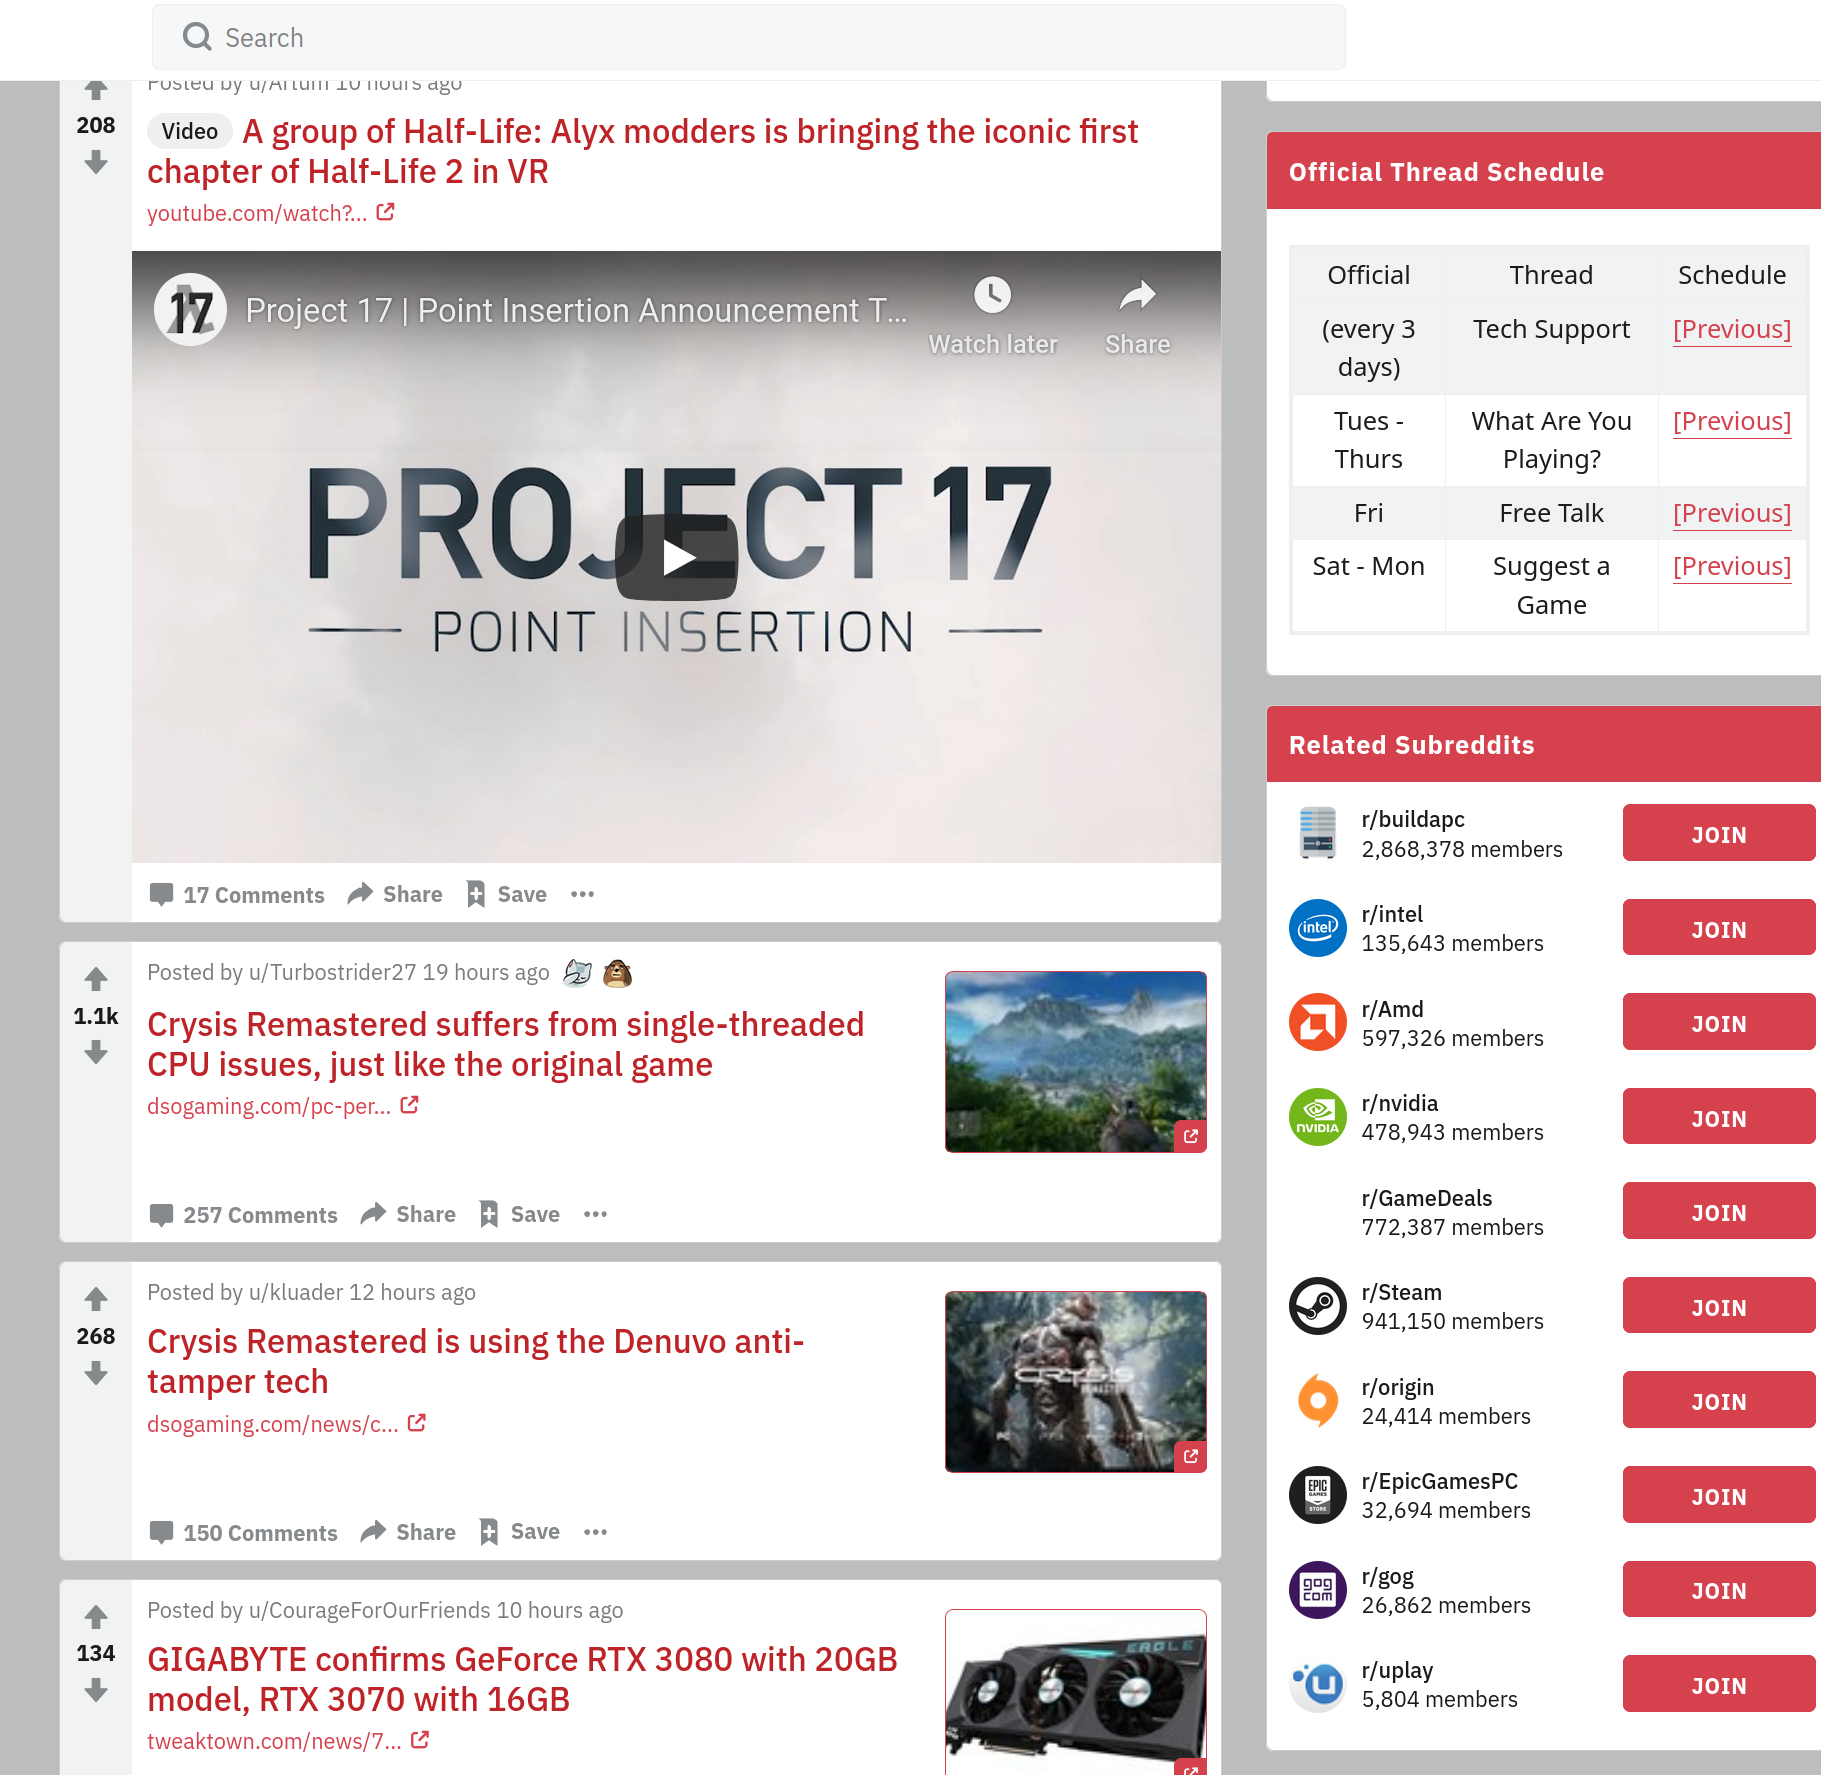 Search
Posted by u/Artum 10 hours ago
208
Video A group of Half-Life: Alyx modders is bringing the iconic first
chapter of Half-Life 2 in VR
youtube.com/watch?...
17 Project 17 | Point Insertion Announcement T...
Watch later
Share
PROJECT 17
POINT INSERTION
17 Comments Share Save
Posted by u/Turbostrider27 19 hours ago
1.1k
Crysis Remastered suffers from single-threaded
CPU issues, just like the original game
dsogaming.com/pc-per...
257 Comments Share Save
Posted by u/kluader 12 hours ago
268
Crysis Remastered is using the Denuvo anti-
tamper tech
dsogaming.com/news/c...
CRYSIS
150 Comments Share Save
Posted by u/CourageForOurFriends 10 hours ago
134
GIGABYTE confirms GeForce RTX 3080 with 20GB
model, RTX 3070 with 16GB
tweaktown.com/news/7...
EAGLE
Official Thread Schedule
Official Thread Schedule
(every 3
days)
Tech Support [Previous]
Tues -
Thurs
What Are You
Playing?
[Previous]
Fri Free Talk [Previous]
Sat - Mon
Suggest a
Game
[Previous]
Related Subreddits
r/buildapc
2,868,378 members
JOIN
intel
r/intel
135,643 members
JOIN
r/Amd
597,326 members
JOIN
NVIDIA
r/nvidia
478,943 members
JOIN
r/GameDeals
772,387 members
JOIN
r/Steam
941,150 members
JOIN
r/origin
24,414 members
JOIN
EPIC
GAMES
STORE
r/EpicGamesPC
32,694 members
JOIN
gog
com
r/gog
26,862 members
JOIN
u
r/uplay
5,804 members
JOIN